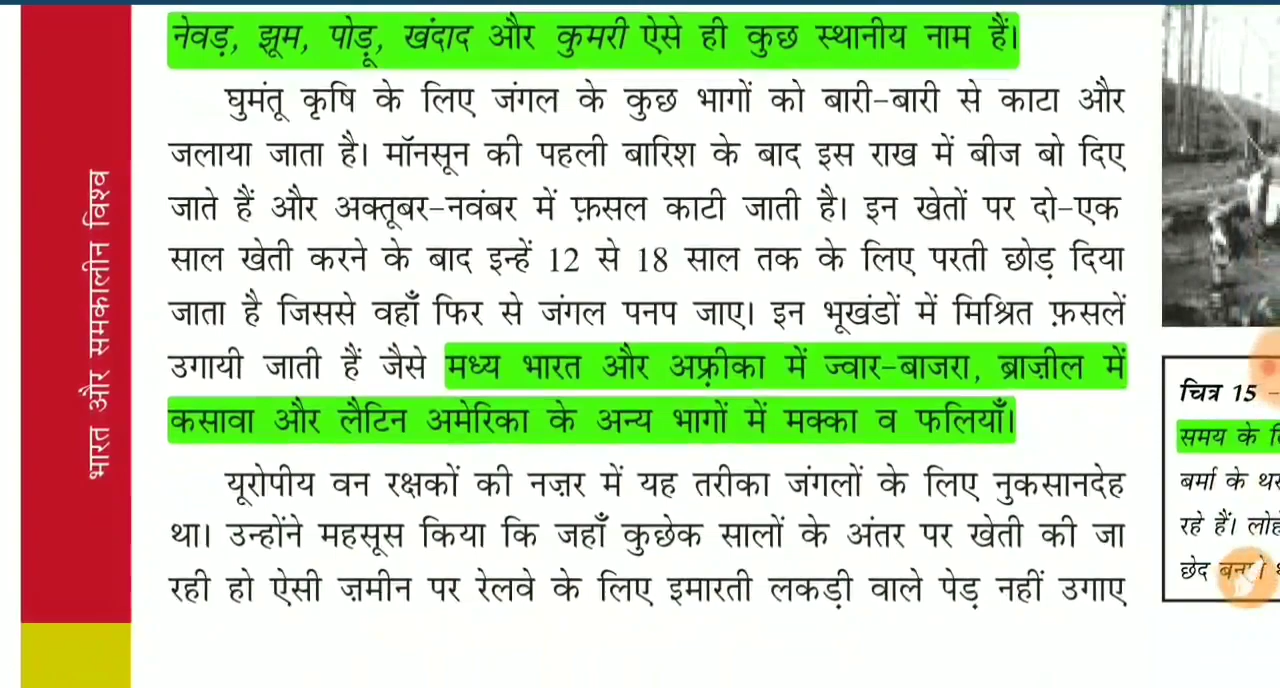 नेवड़, झूम, पोड़ू, खंदाद और कुमरी ऐसे ही कुछ स्थानीय नाम हैं।
घुमंतू कृषि के लिए जंगल के कुछ भागों को बारी-बारी से काटा और
जलाया जाता है। मॉनसून की पहली बारिश के बाद इस राख में बीज बो दिए
जाते हैं और अक्तूबर-नवंबर में फ़सल काटी जाती है। इन खेतों पर दो-एक
साल खेती करने के बाद इन्हें 12 से 18 साल तक के लिए परती छोड़ दिया
जाता है जिससे वहाँ फिर से जंगल पनप जाए। इन भूखंडों में मिश्रित फ़सलें
उगायी जाती हैं जैसे मध्य भारत और अफ़्रीका में ज्वार-बाजरा, ब्राज़ील में
कसावा और लैटिन अमेरिका के अन्य भागों में मक्का व फलियाँ।
यूरोपीय वन रक्षकों की नज़र में यह तरीका जंगलों के लिए नुकसानदेह
था। उन्होंने महसूस किया कि जहाँ कुछेक सालों के अंतर पर खेती की जा
रही हो ऐसी ज़मीन पर रेलवे के लिए इमारती लकड़ी वाले पेड़ नहीं उगाए
भारत और समकालीन विश्व
चित्र 15 -
समय के
बर्मा के
रहे हैं।
छेद